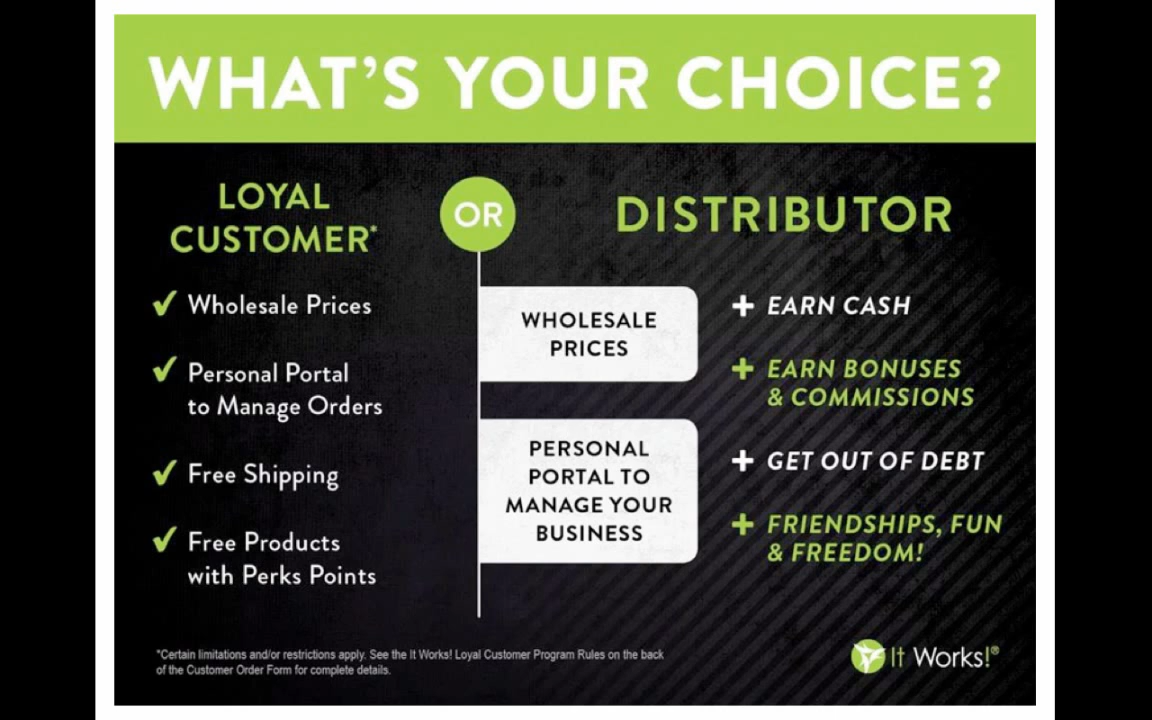 WHAT'S YOUR CHOICE?
LOYAL
CUSTOMER*
✓ Wholesale Prices
✓ Personal Portal
to Manage Orders
✓ Free Shipping
✓ Free Products
with Perks Points
OR
DISTRIBUTOR
WHOLESALE
PRICES
PERSONAL
PORTAL TO
MANAGE YOUR
BUSINESS
+ EARN CASH
+ EARN BONUSES
& COMMISSIONS
+ GET OUT OF DEBT
+ FRIENDSHIPS, FUN
& FREEDOM!
*Certain limitations and/or restrictions apply. See the It Works! Loyal Customer Program Rules on the back
of the Customer Order Form for complete details.
It Works!®